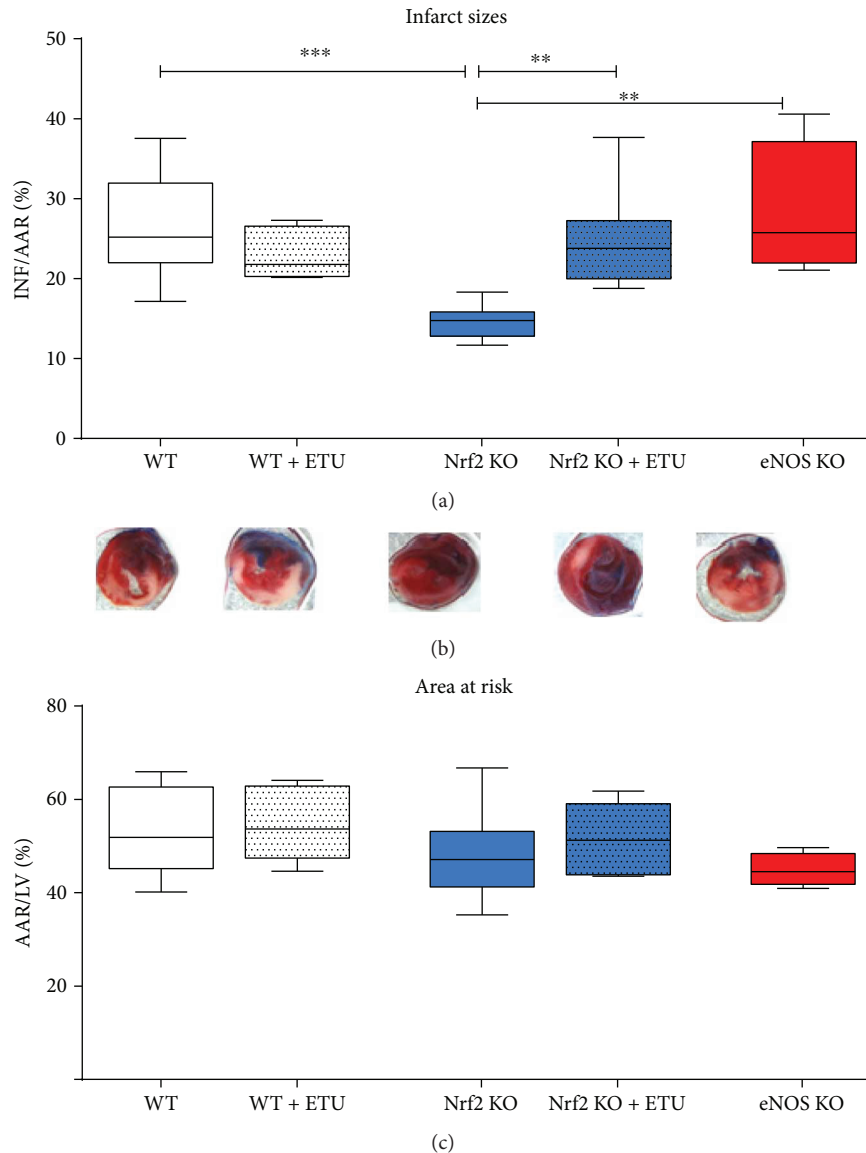 Infarct sizes
50
40
30
20
10
0
INF/AAR (%)
***
**
**
WT
WT + ETU
Nrf2 KO
Nrf2 KO + ETU
eNOS KO
(a)
(b)
Area at risk
80
60
40
20
AAR/LV (%)
WT
WT + ETU
Nrf2 KO
Nrf2 KO + ETU
eNOS KO
(c)